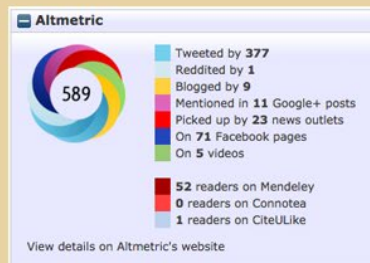 Altmetric
589
Tweeted by 377
Reddited by 1
Blogged by 9
Mentioned in 11 Google+ posts
Picked up by 23 news outlets
On 71 Facebook pages
On 5 videos
52 readers on Mendeley
0 readers on Connotea
1 readers on CiteULike
View details on Altmetric's website